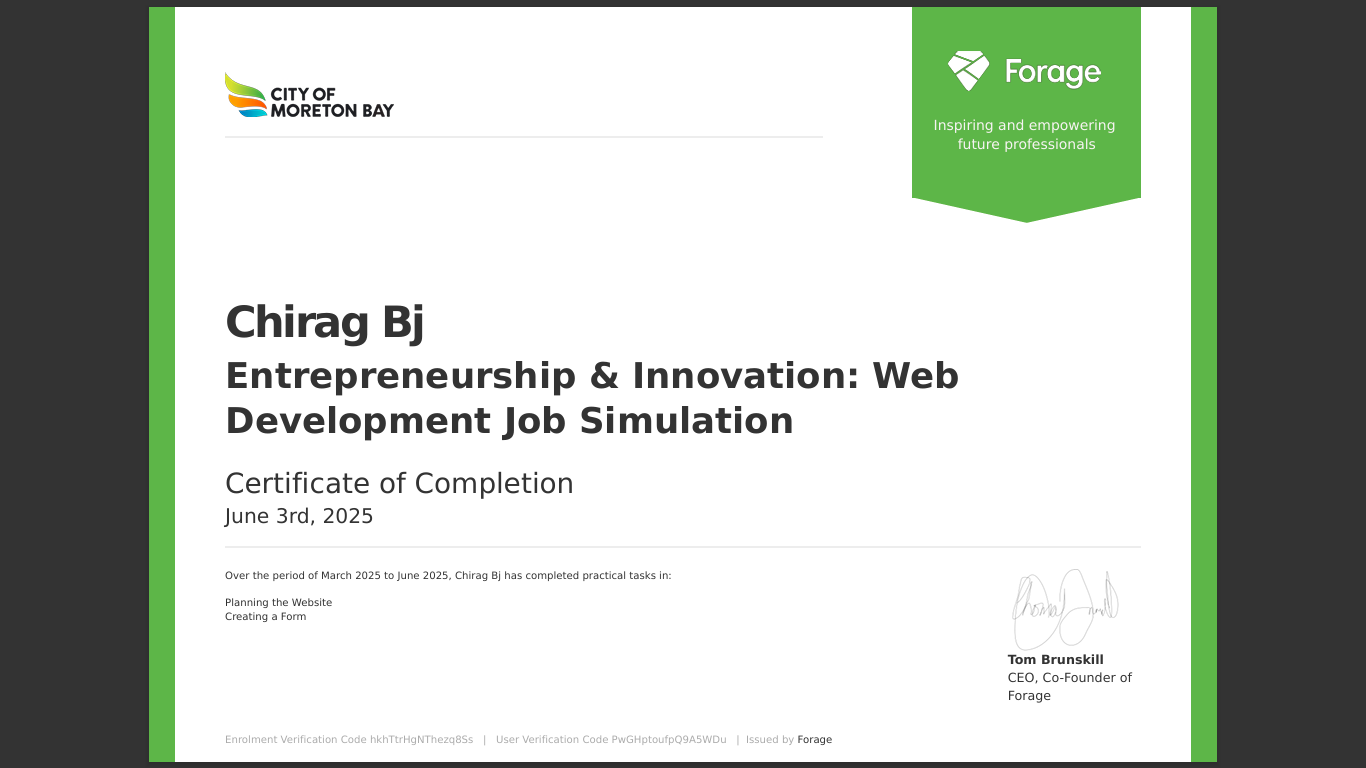 CITY OF
MORETON BAY
Forage
Inspiring and empowering
future professionals
Chirag Bj
Entrepreneurship & Innovation: Web
Development Job Simulation
Certificate of Completion
June 3rd, 2025
Over the period of March 2025 to June 2025, Chirag Bj has completed practical tasks in:
Planning the Website
Creating a Form
Tom Brunskill
CEO, Co-Founder of
Forage
Enrolment Verification Code hkhTtrHgNThezq8Ss | User Verification Code PwGHptoufpQ9A5WDu | Issued by Forage